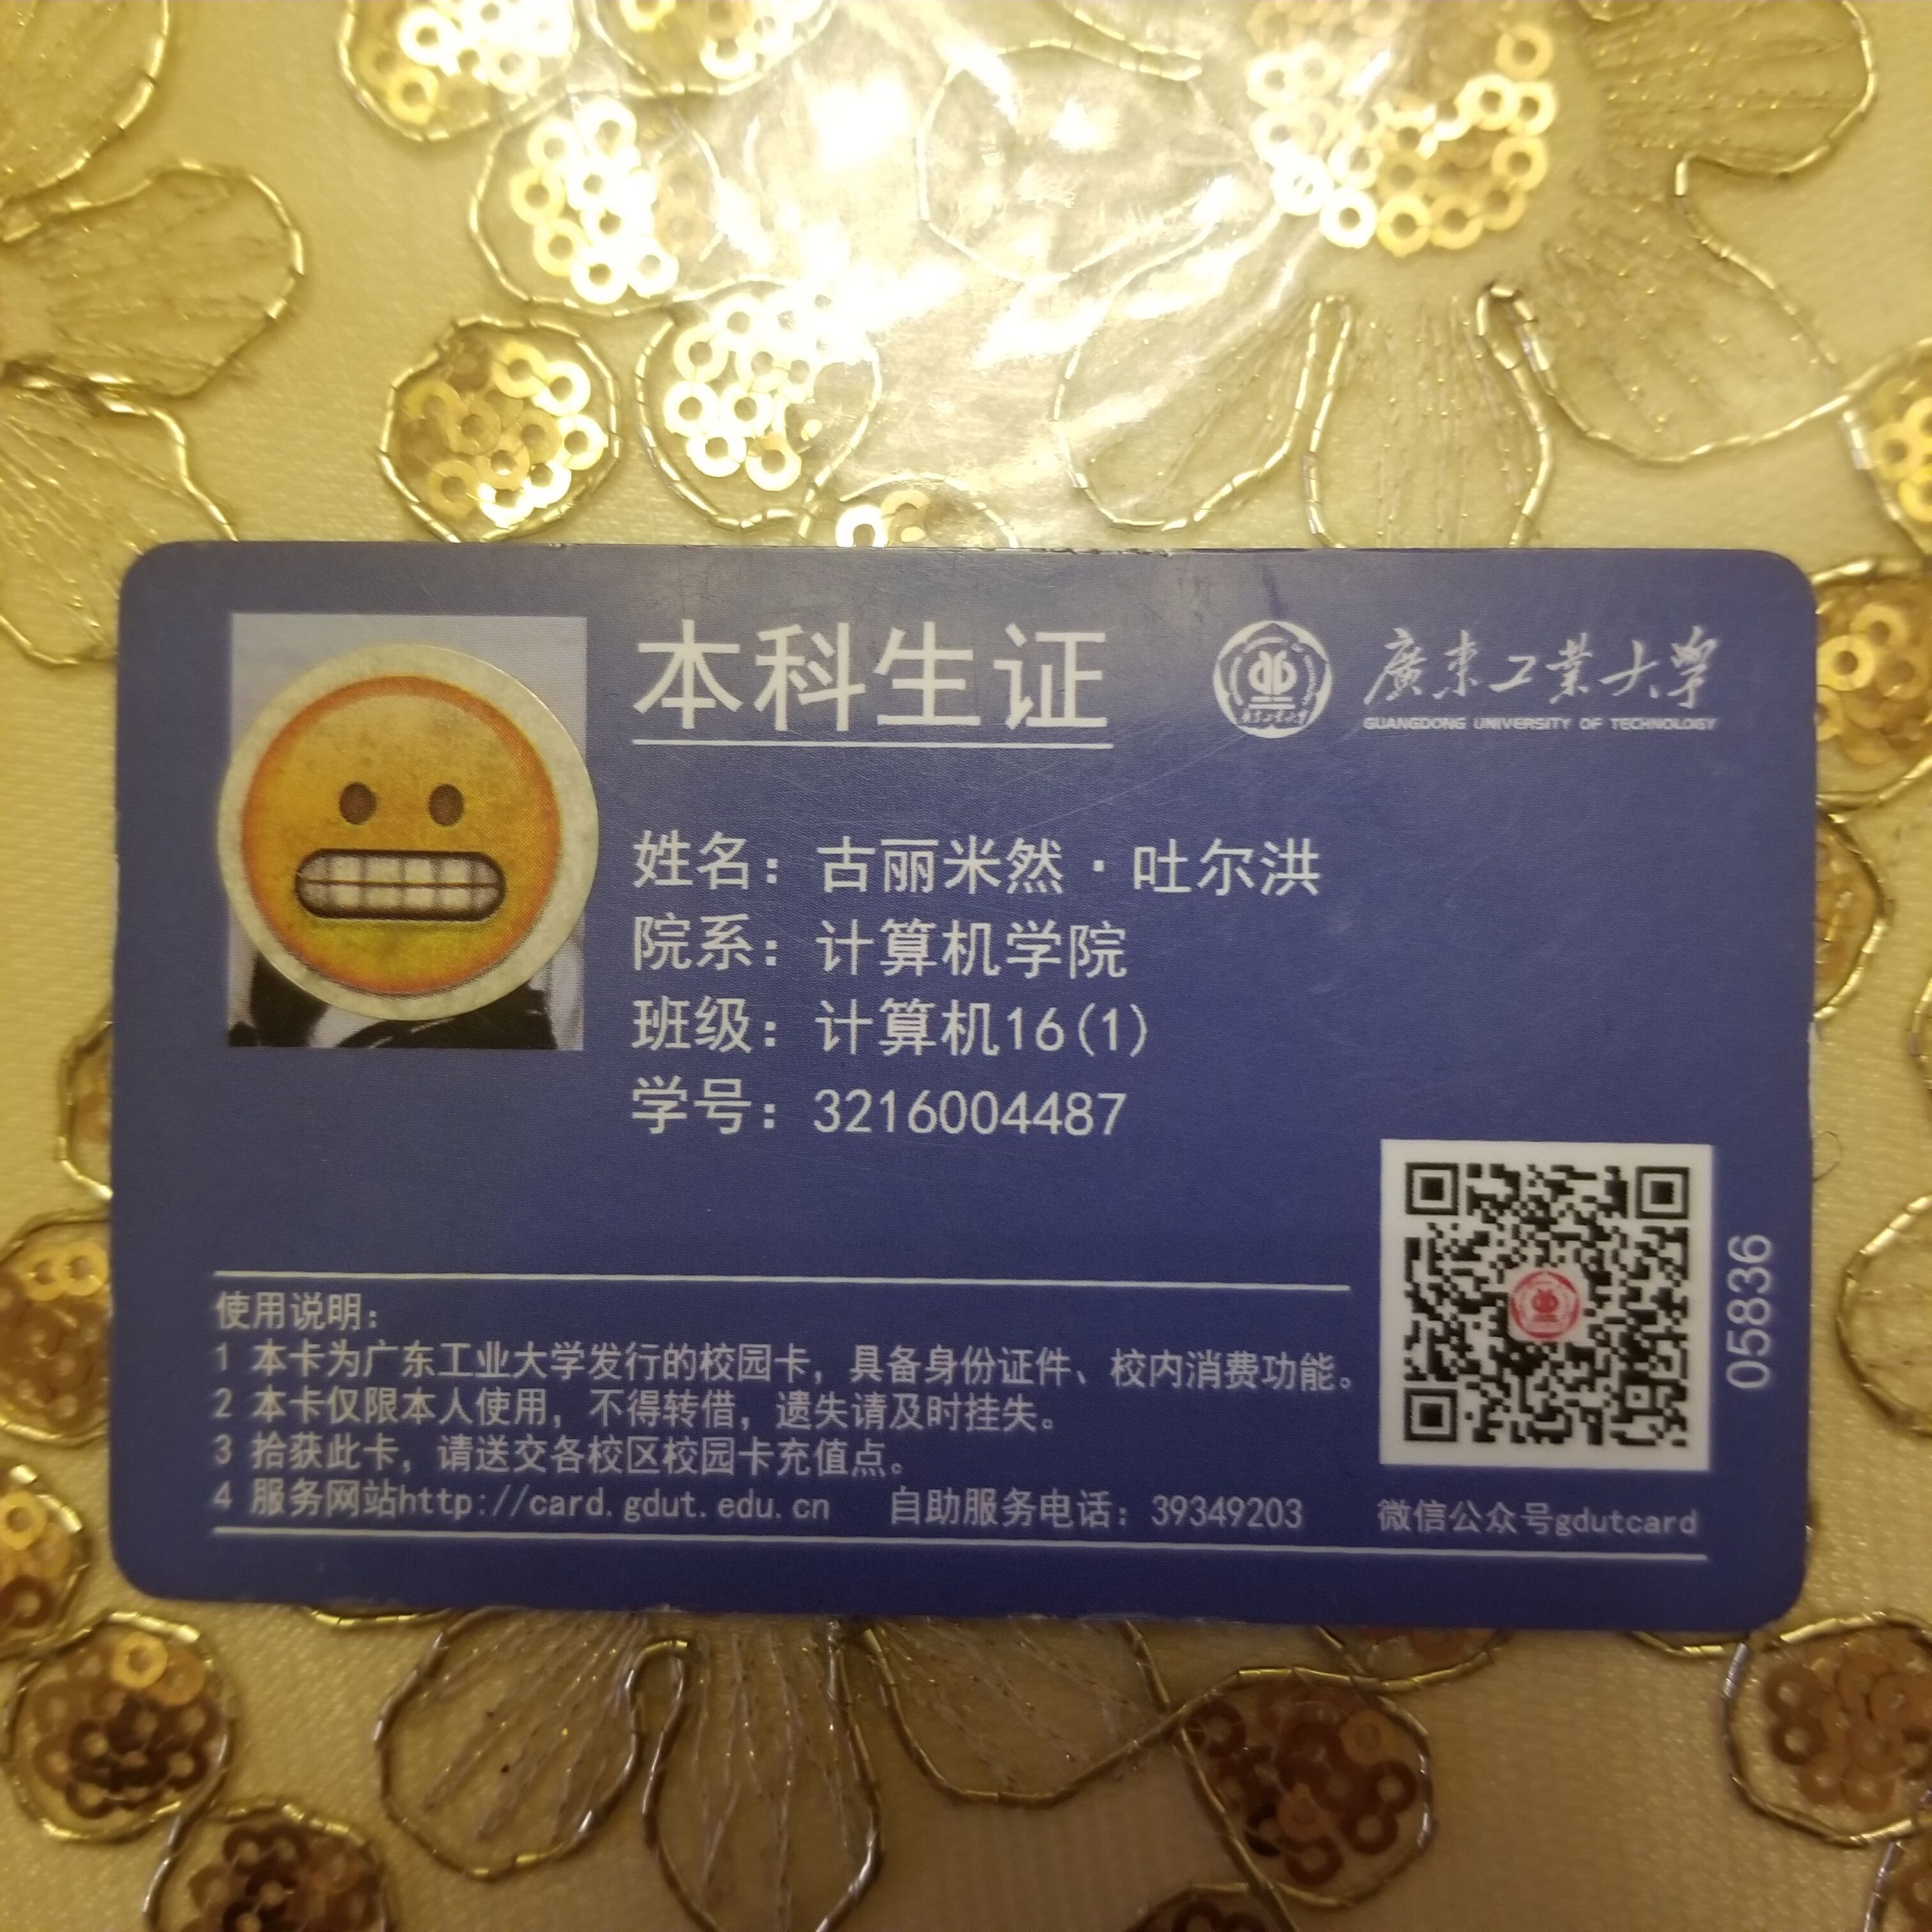 本科生证
廣東工業大學
GUANGDONG UNIVERSITY OF TECHNOLOGY
姓名：古丽米然·吐尔洪
院系：计算机学院
班级：计算机16(1)
学号：3216004487
使用说明：
1 本卡为广东工业大学发行的校园卡，具备身份证件、校内消费功能。
2 本卡仅限本人使用，不得转借，遗失请及时挂失。
3 拾获此卡，请送交各校区校园卡充值点。
4 服务网站http://card.gdut.edu.cn 自助服务电话：39349203
微信公众号gdutcard
05836